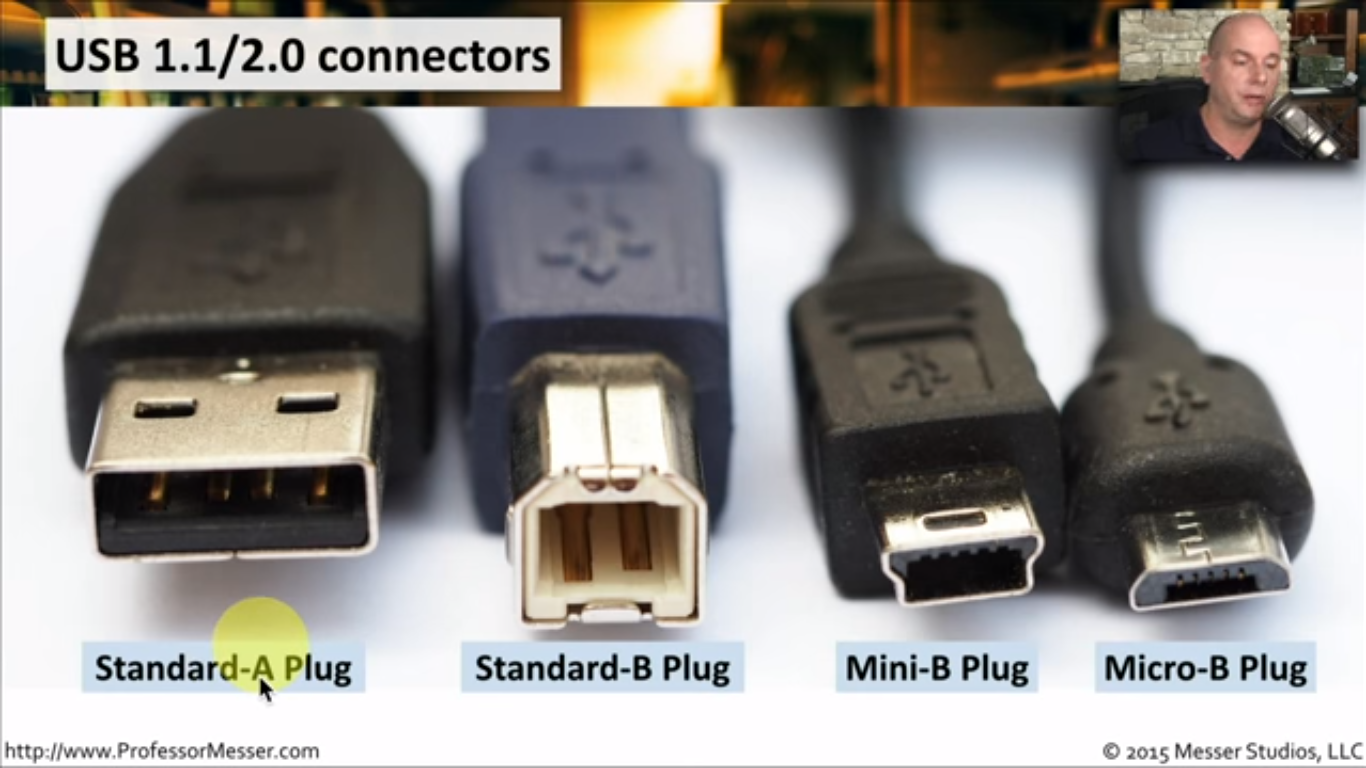 USB 1.1/2.0 connectors
Standard-A Plug
Standard-B Plug
Mini-B Plug
Micro-B Plug
http://www.ProfessorMesser.com
© 2015 Messer Studios, LLC